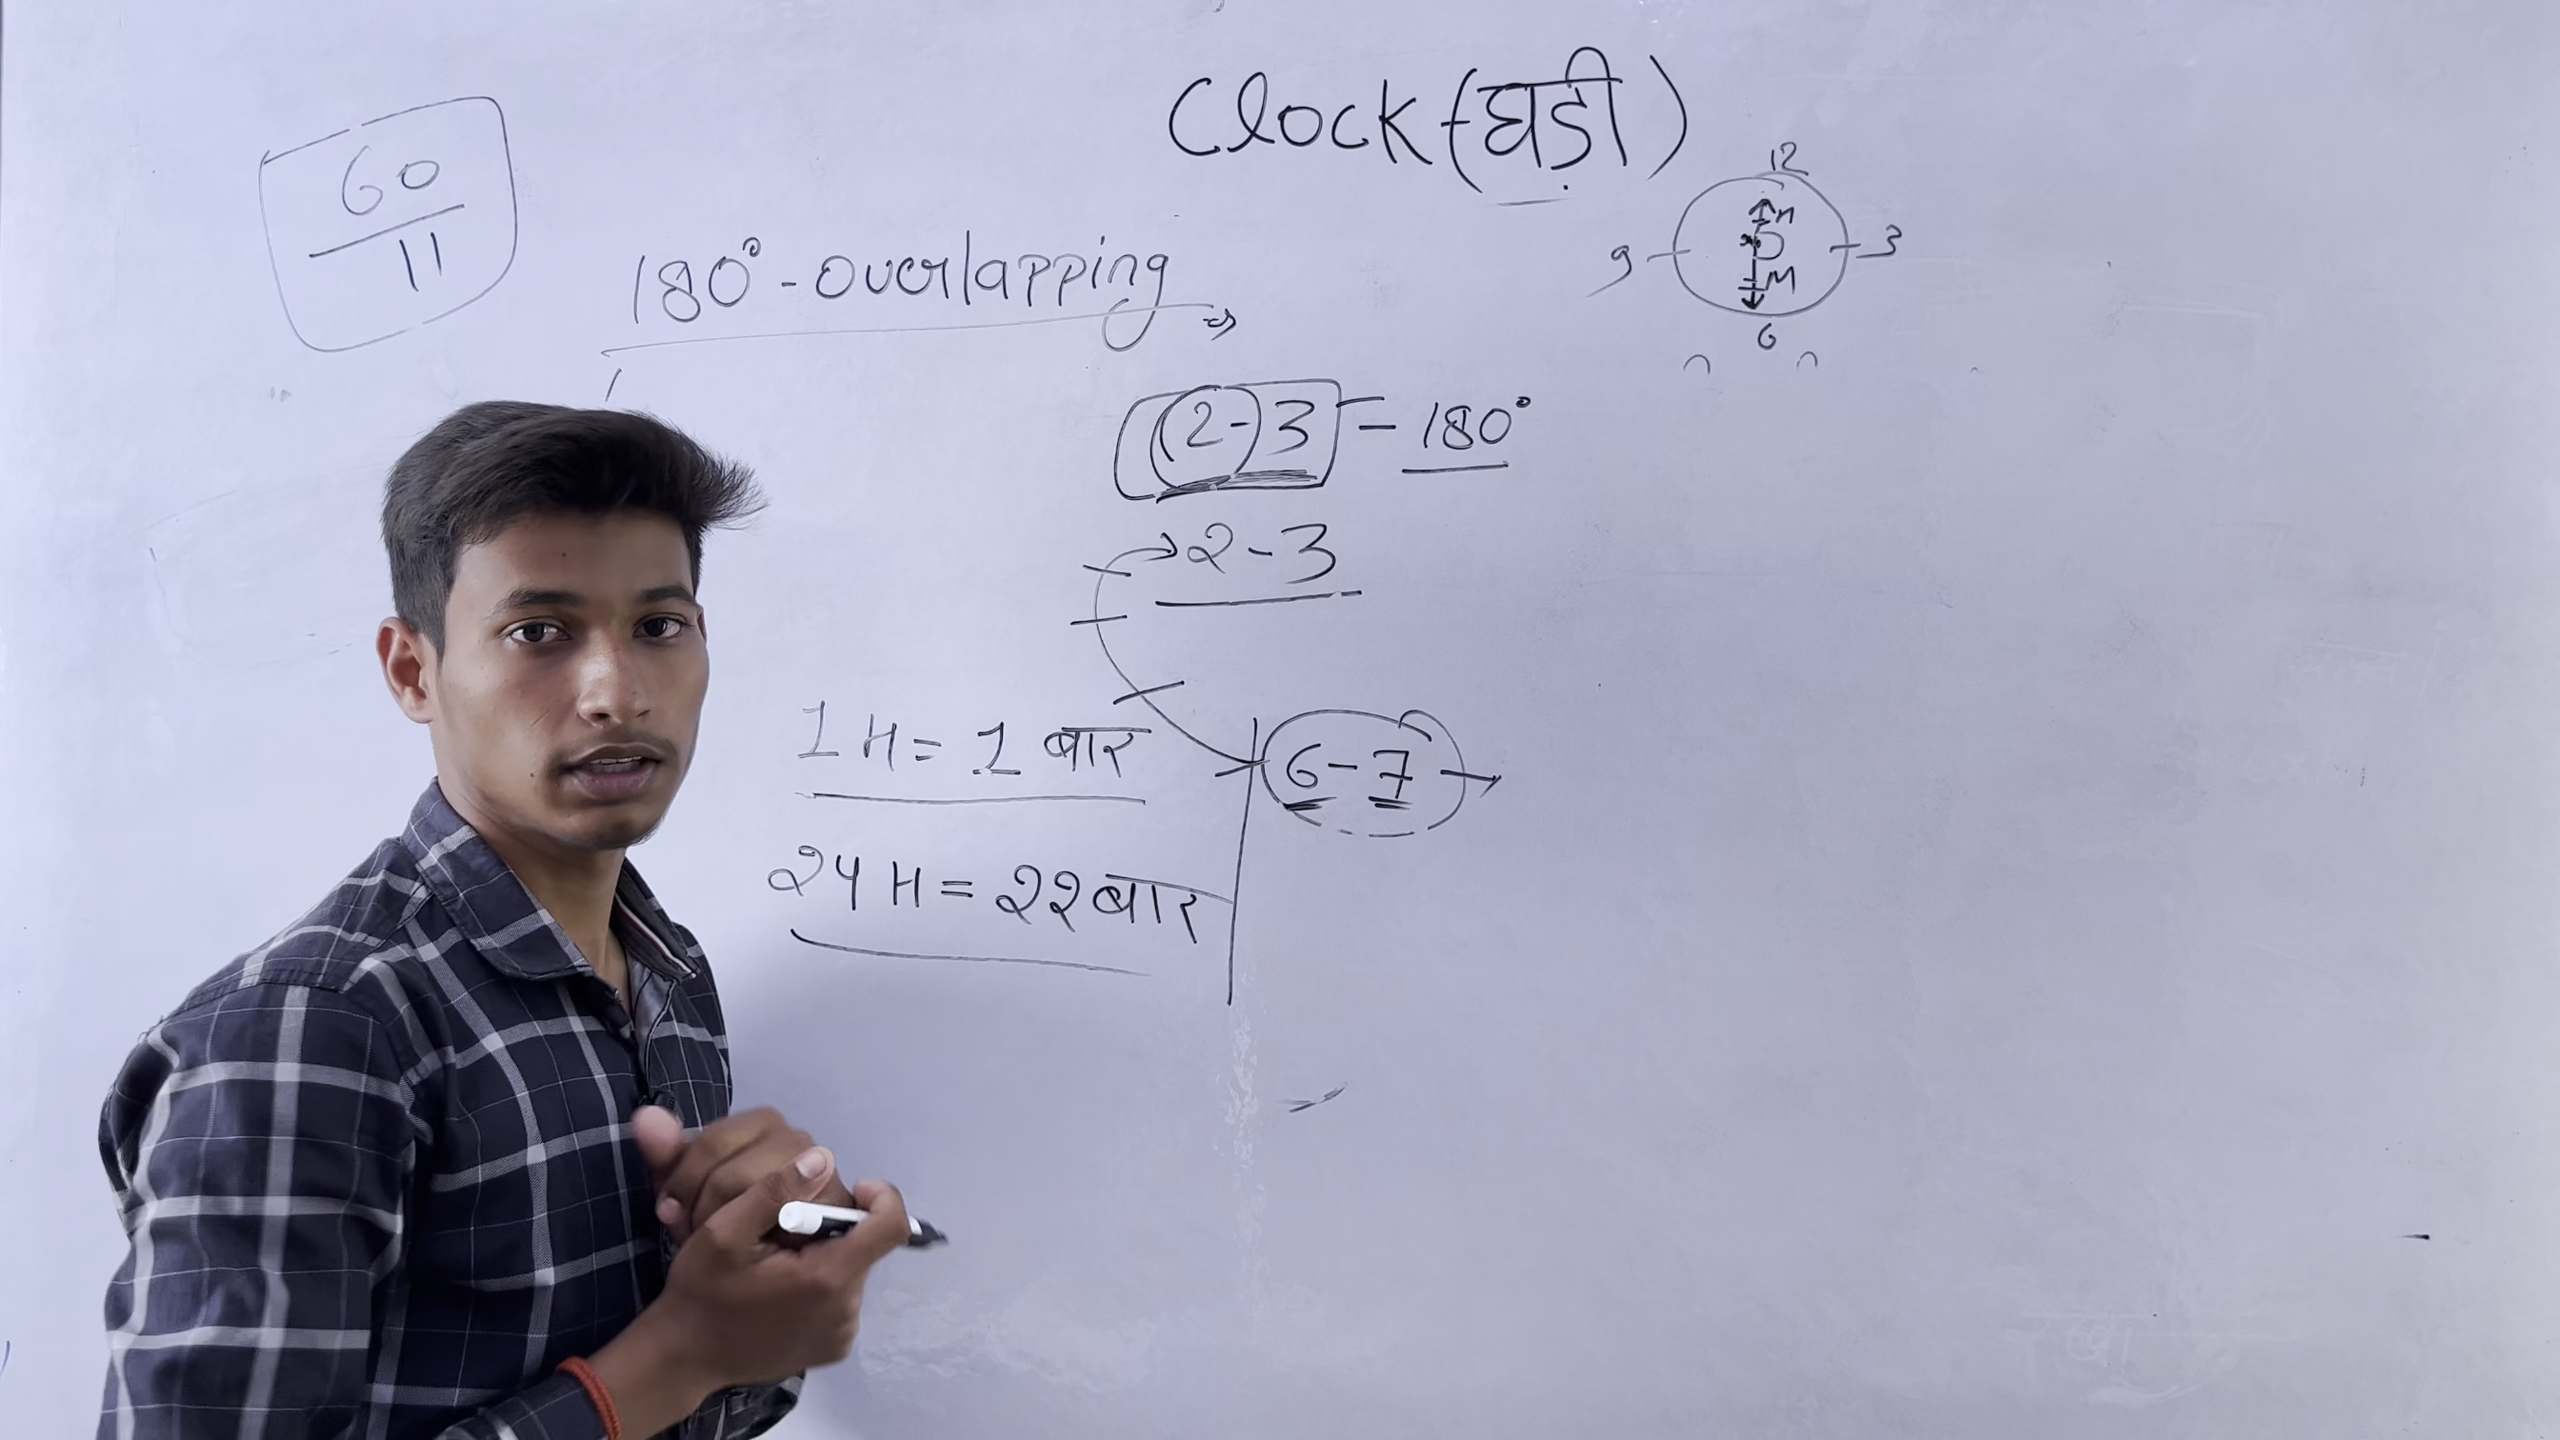 Clock (घड़ी)
60
11
180° - overlapping
12
9
3
6
H
M
(2-)3 = 180°
2-3
1 H = 1 बार
6-7
24 H = 22 बार